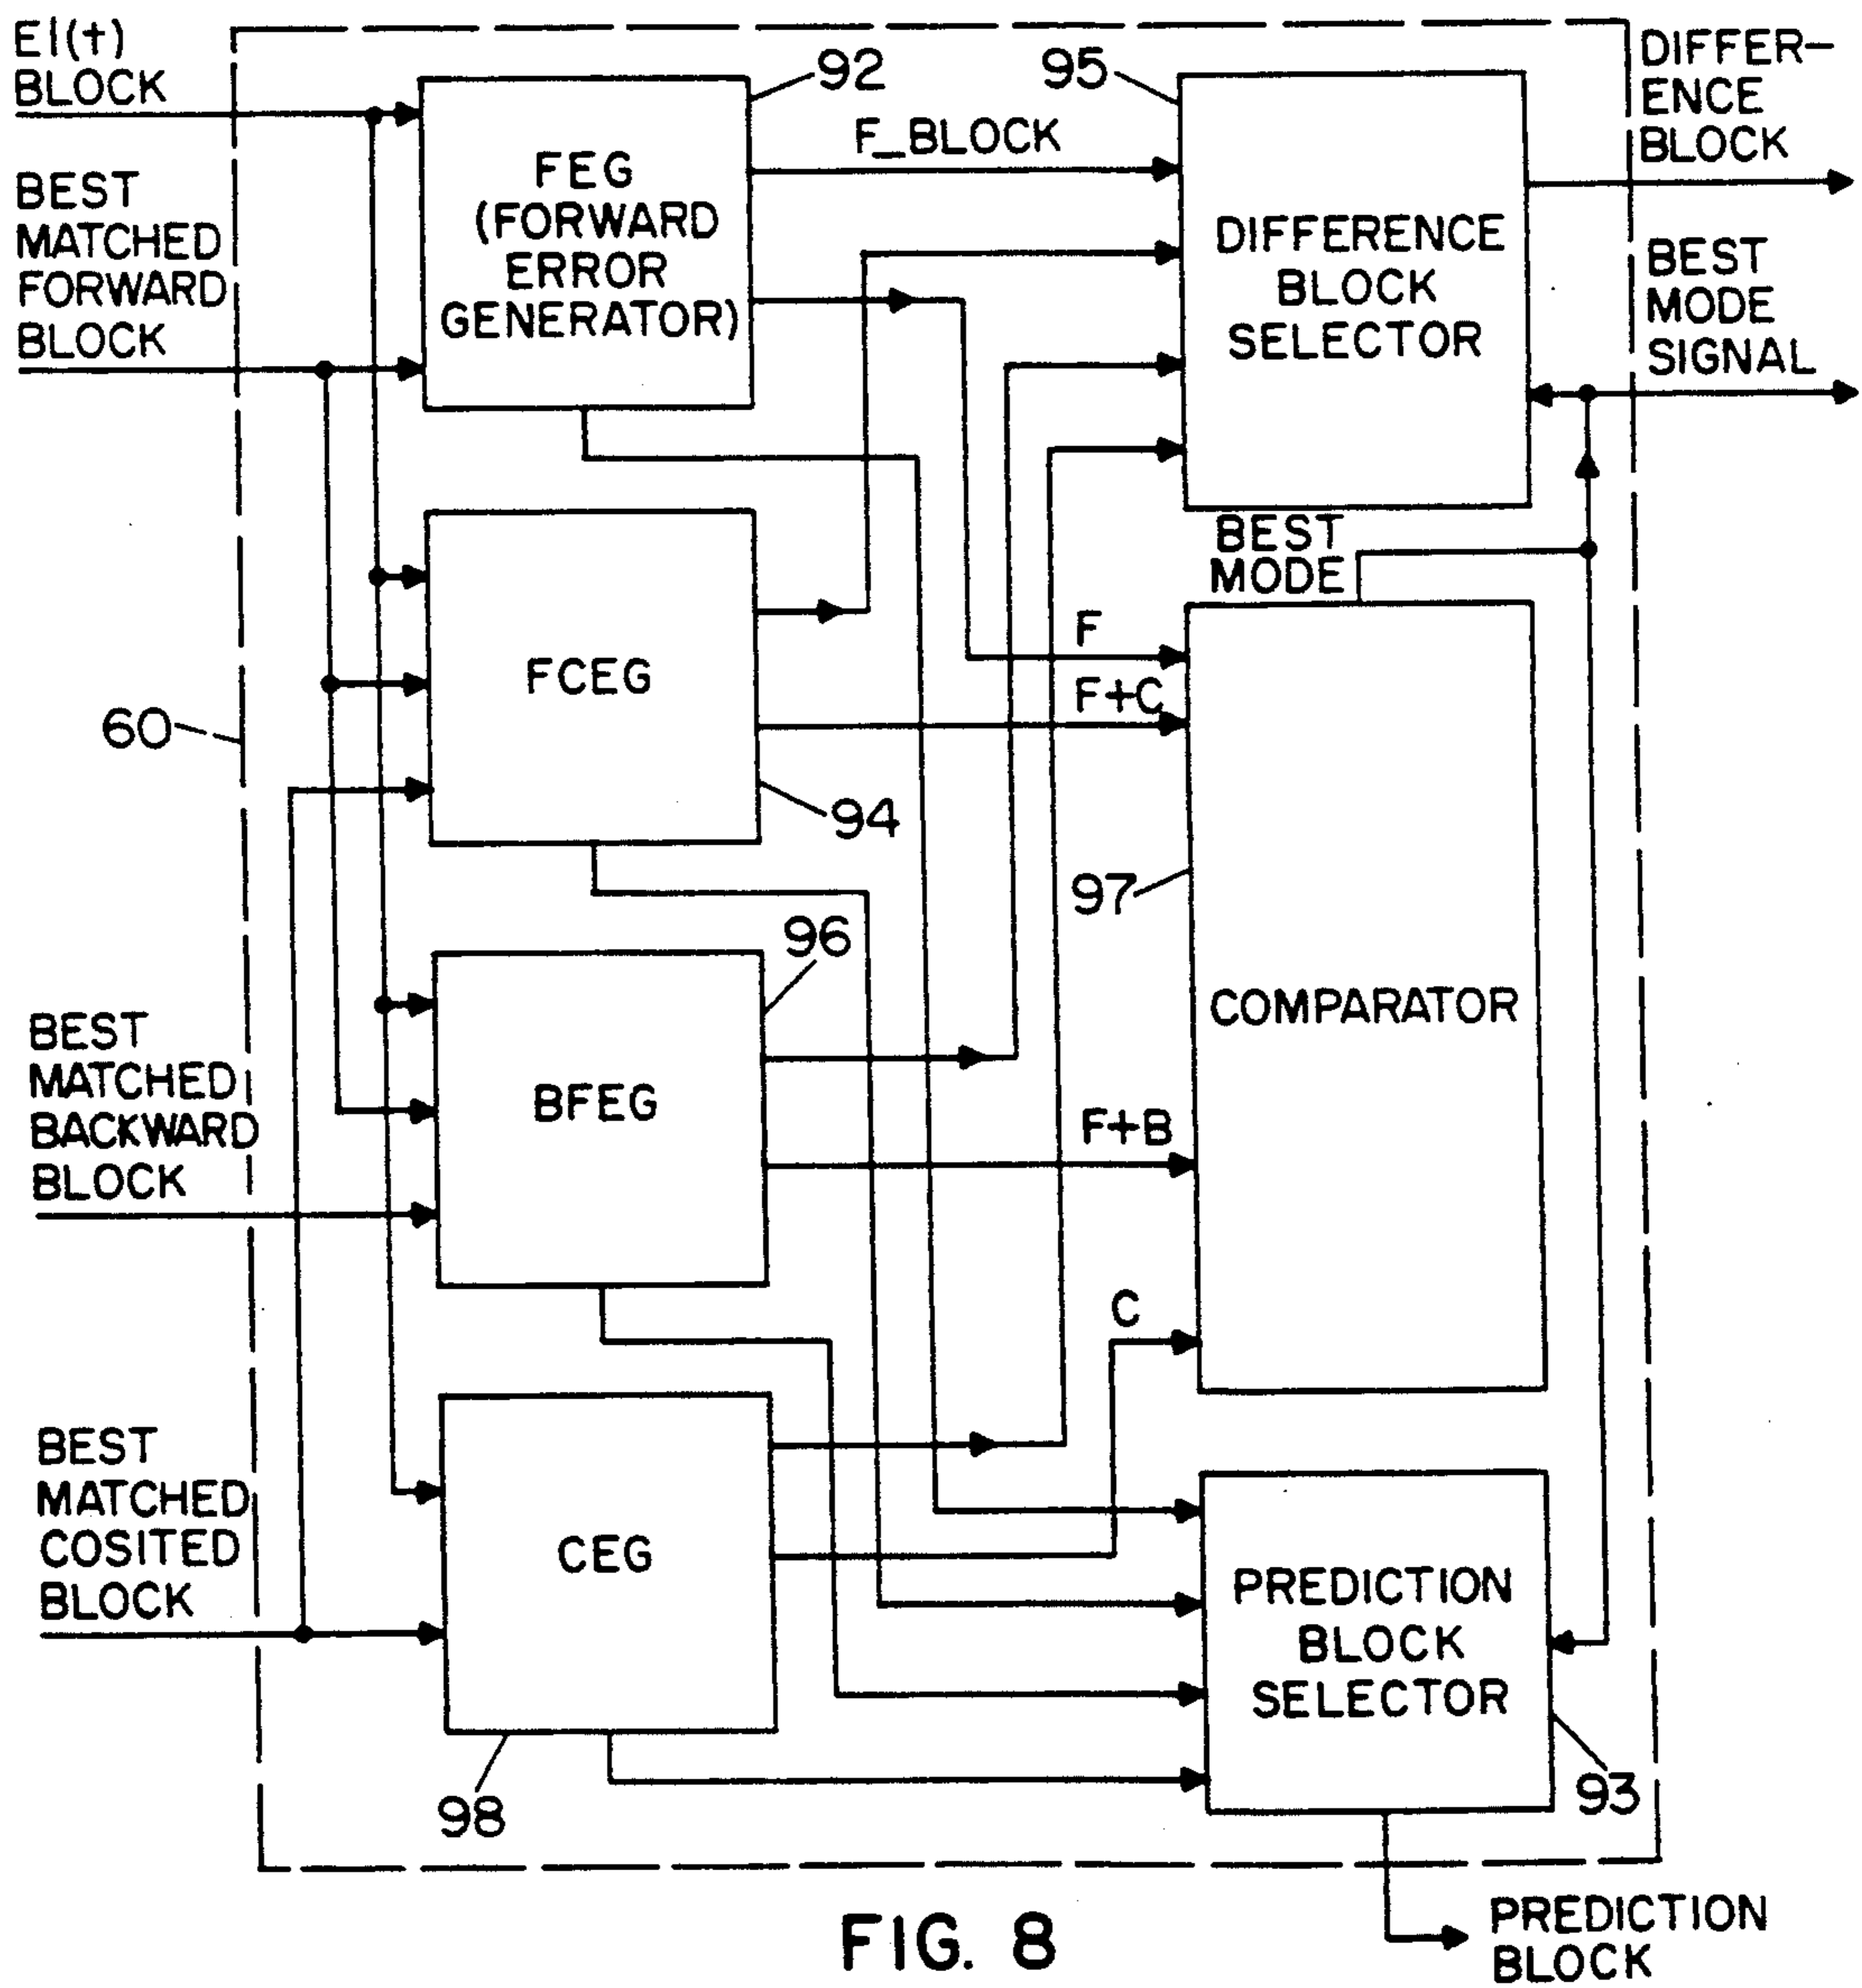 EI(t)
BLOCK
BEST
MATCHED
FORWARD
BLOCK
BEST
MATCHED
BACKWARD
BLOCK
BEST
MATCHED
COSITED
BLOCK
60
92
FEG
(FORWARD
ERROR
GENERATOR)
F_BLOCK
FCEG
94
96
BFEG
CEG
98
95
DIFFERENCE
BLOCK
SELECTOR
BEST
MODE
F
F+C
97
COMPARATOR
F+B
C
PREDICTION
BLOCK
SELECTOR
93
DIFFER-
ENCE
BLOCK
BEST
MODE
SIGNAL
PREDICTION
BLOCK
FIG. 8